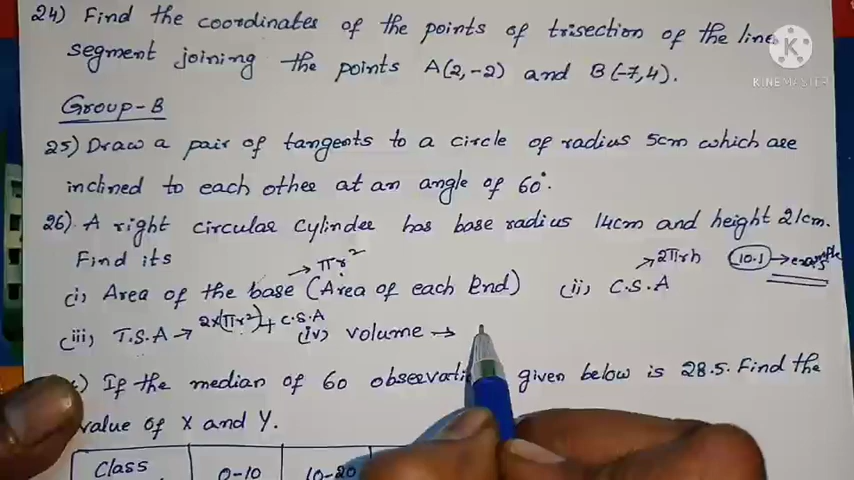 24) Find the coordinates of the points of trisection of the line
segment joining the points A(2,-2) and B(-7,4).
KINEMASTER
Group-B
25) Draw a pair of tangents to a circle of radius 5cm which are
inclined to each other at an angle of 60°.
26) A right circular cylinder has base radius 14cm and height 21cm.
Find its → πr² → 2πrh 10.1 → example
(i) Area of the base (Area of each End) (ii) C.S.A
(iii) T.S.A → 2x(πr²) + C.S.A (iv) volume →
) If the median of 60 observati given below is 28.5. Find the
value of X and Y.
Class 0-10 10-20